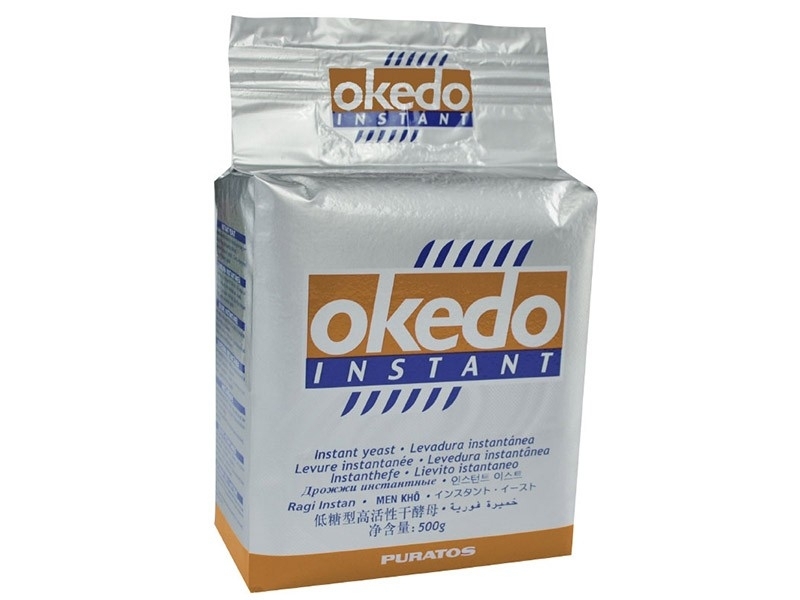 okedo
INSTANT
okedo
INSTANT
Instant yeast • Levadura instantánea
Levure instantanée • Levedura instantânea
Instanthefe • Lievito istantaneo
Дрожжи инстантные • 인스턴트 이스트
Ragi Instan • MEN KHÔ • インスタント・イースト
低糖型高活性干酵母 • خميرة فورية
净含量: 500g
PURATOS